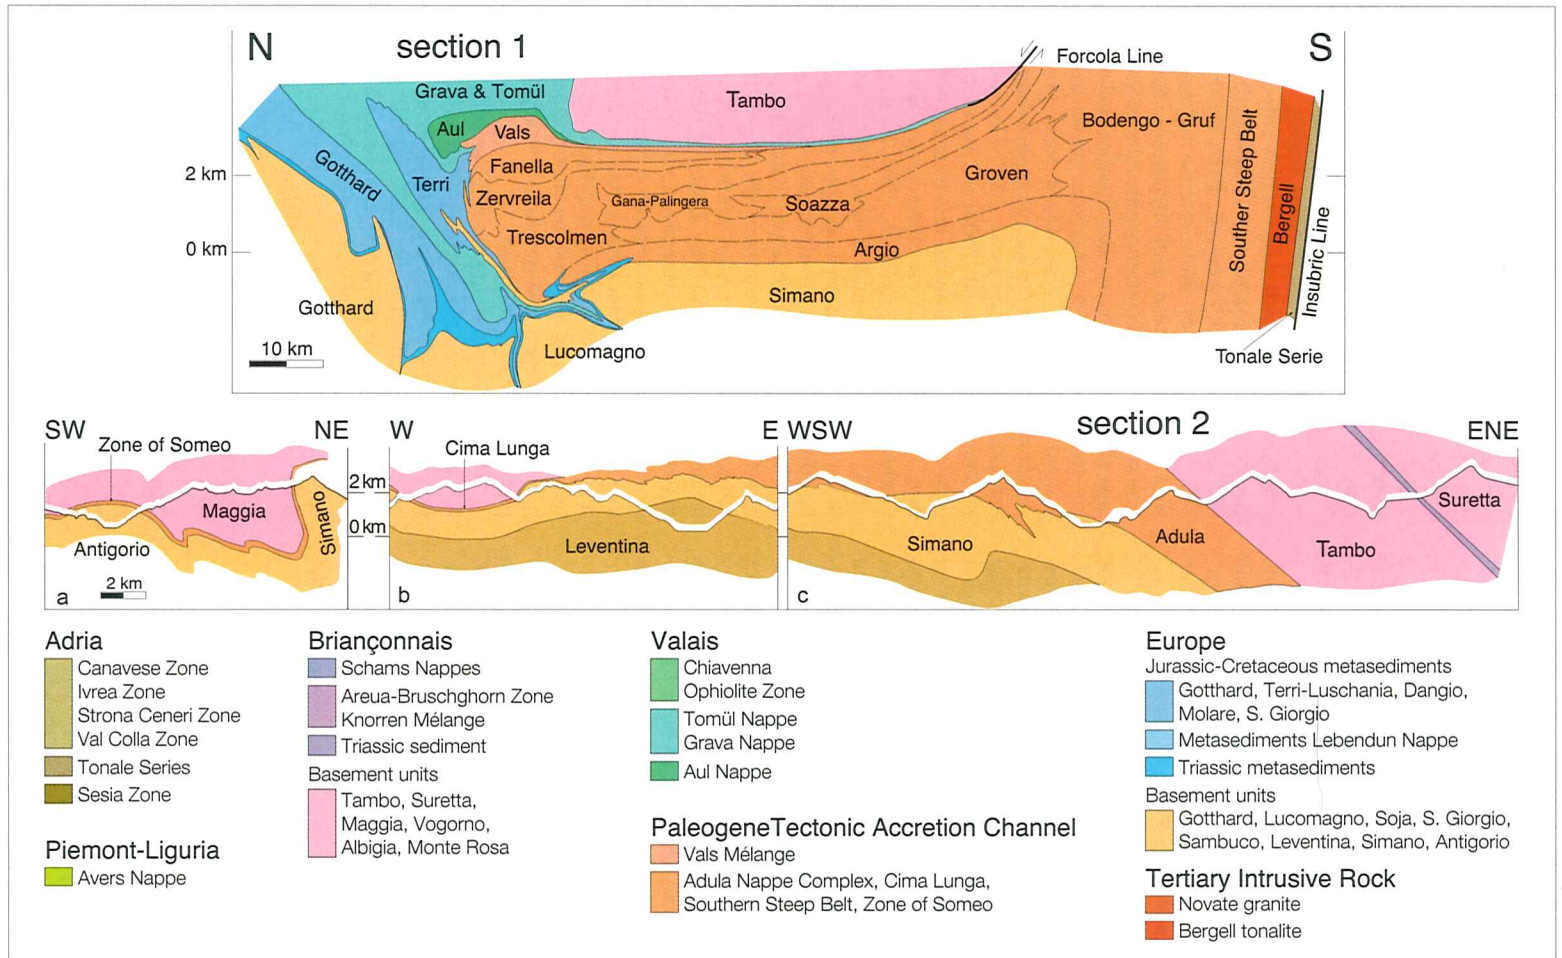 N
section 1
S
Forcola Line
Grava & Tomül
Tambo
Aul
Vals
Bodengo - Gruf
Souther Steep Belt
Bergell
Insubric Line
Gotthard
Terri
Fanella
Zervreila
Gana-Palingera
Soazza
Groven
2 km
Trescolmen
Argio
0 km
Simano
Gotthard
Lucomagno
10 km
Tonale Serie
SW
Zone of Someo
NE
W
Cima Lunga
E
WSW
section 2
ENE
2 km
0 km
Maggia
Simano
Antigorio
Leventina
Simano
Adula
Tambo
Suretta
2 km
a
b
c
Adria
Canavese Zone
Ivrea Zone
Strona Ceneri Zone
Val Colla Zone
Tonale Series
Sesia Zone
Piemont-Liguria
Avers Nappe
Briançonnais
Schams Nappes
Areua-Bruschghorn Zone
Knorren Mélange
Triassic sediment
Basement units
Tambo, Suretta,
Maggia, Vogorno,
Albigia, Monte Rosa
Valais
Chiavenna
Ophiolite Zone
Tomül Nappe
Grava Nappe
Aul Nappe
PaleogeneTectonic Accretion Channel
Vals Mélange
Adula Nappe Complex, Cima Lunga,
Southern Steep Belt, Zone of Someo
Europe
Jurassic-Cretaceous metasediments
Gotthard, Terri-Luschania, Dangio,
Molare, S. Giorgio
Metasediments Lebendun Nappe
Triassic metasediments
Basement units
Gotthard, Lucomagno, Soja, S. Giorgio,
Sambuco, Leventina, Simano, Antigorio
Tertiary Intrusive Rock
Novate granite
Bergell tonalite